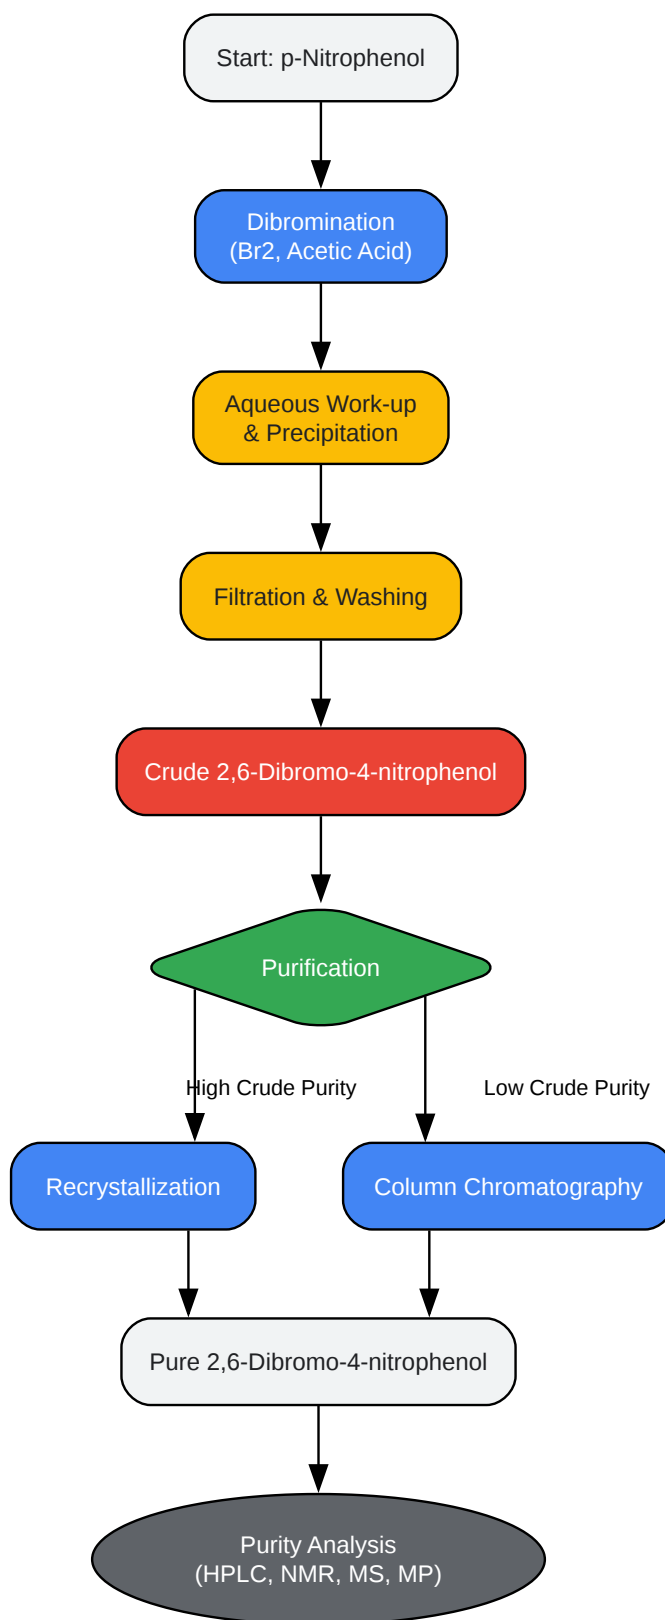 Start: p-Nitrophenol
Dibromination
(Br2, Acetic Acid)
Aqueous Work-up
& Precipitation
Filtration & Washing
Crude 2,6-Dibromo-4-nitrophenol
Purification
High Crude Purity
Low Crude Purity
Recrystallization
Column Chromatography
Pure 2,6-Dibromo-4-nitrophenol
Purity Analysis
(HPLC, NMR, MS, MP)